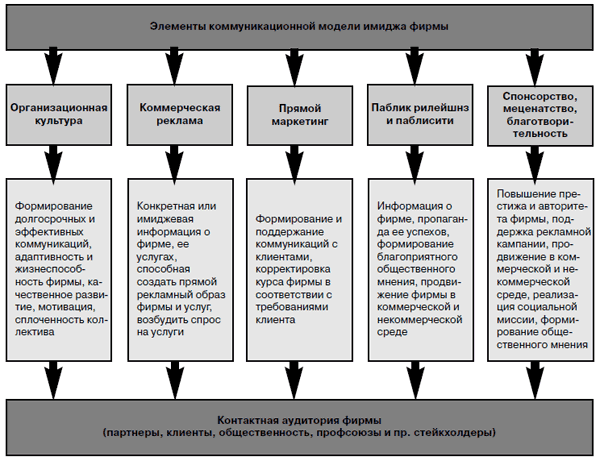 Элементы коммуникационной модели имиджа фирмы
Организационная
культура
Коммерческая
реклама
Прямой
маркетинг
Паблик рилейшнз
и паблисити
Спонсорство,
меценатство,
благотвори-
тельность
Формирование
долгосрочных и
эффективных
коммуникаций,
адаптивность и
жизнеспособ-
ность фирмы, ка-
чественное разви-
тие, мотивация,
сплоченность кол-
лектива
Конкретная или
имиджевая
информация о
фирме, ее
услугах,
способная
создать прямой
рекламный образ
фирмы и услуг,
возбудить спрос
на услуги
Формирование и
поддержание
коммуникаций с
клиентами,
корректировка
курса фирмы в
соответствии с
требованиями
клиента
Информация о
фирме, пропаган-
да ее успехов,
формирование
благоприятного
общественного
мнения, продви-
жение фирмы в
коммерческой и
некоммерческой
среде
Повышение пре-
стижа и авторите-
та фирмы, под-
держка рекламной
кампании, про-
движение в ком-
мерческой и не-
коммерческой
среде, реализа-
ция социальной
миссии, форми-
рование обще-
ственного мнения
Контактная аудитория фирмы
(партнеры, клиенты, общественность, профсоюзы и пр. стейкхолдеры)